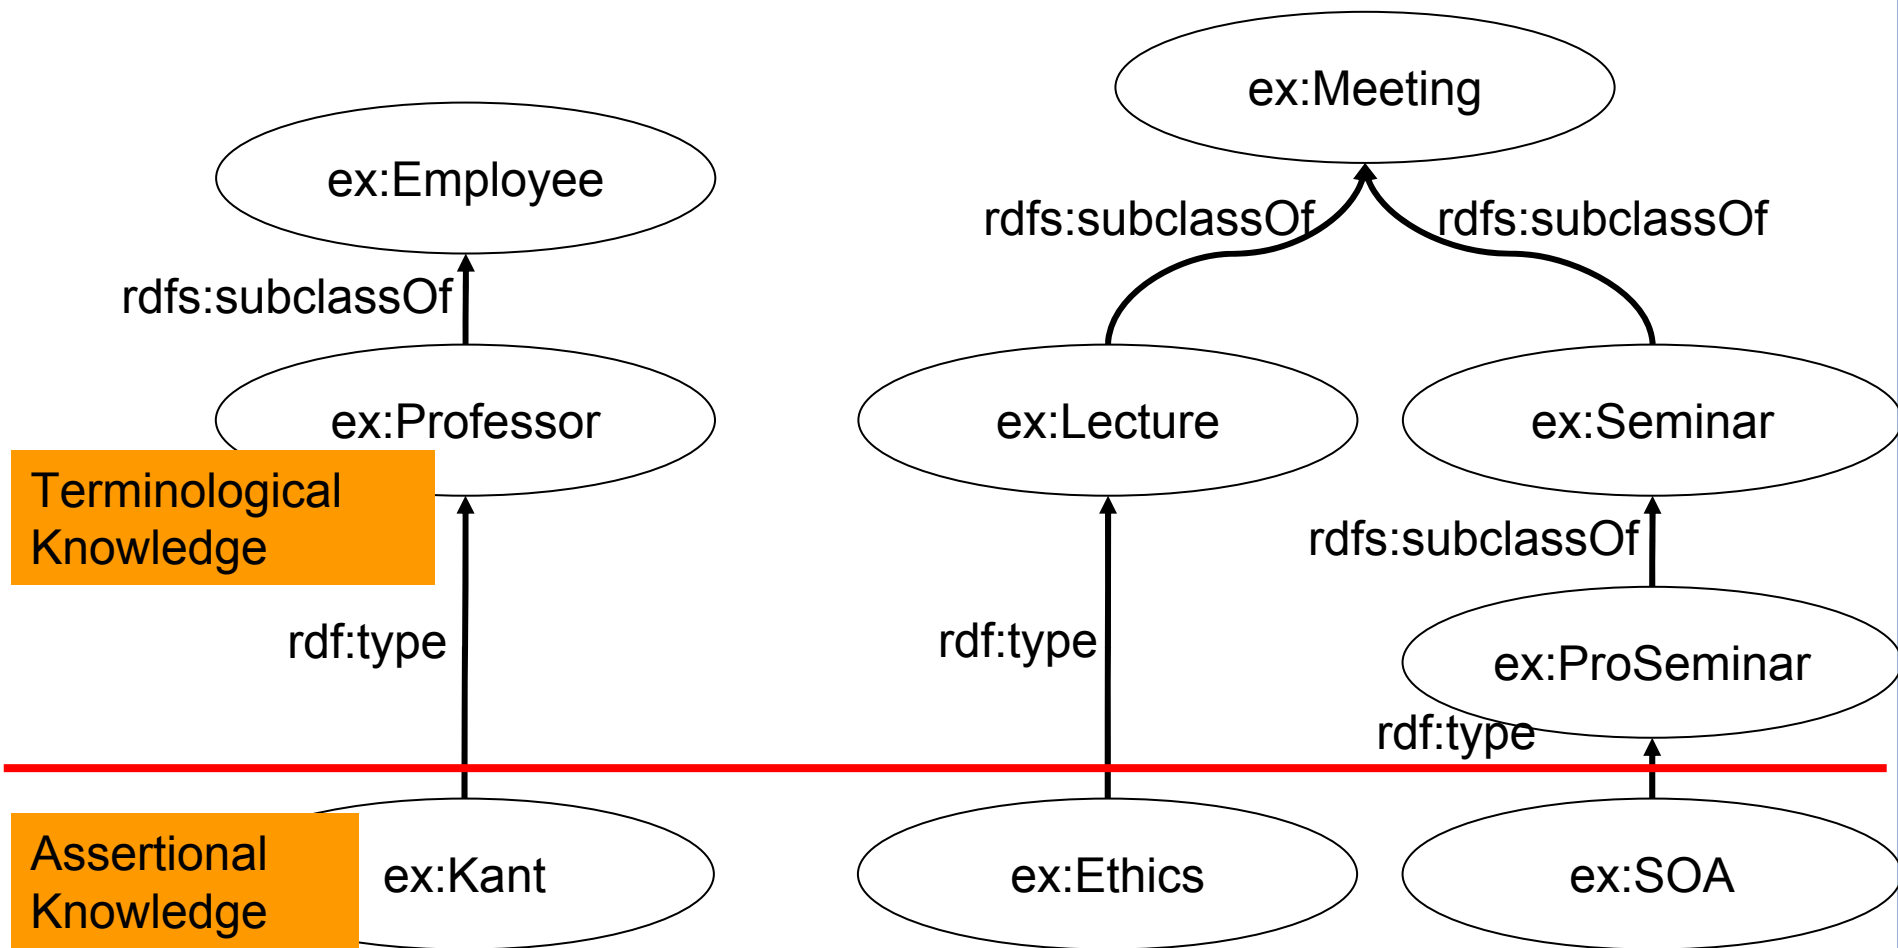 ex:Meeting
ex:Employee
rdfs:subclassOf
rdfs:subclassOf
rdfs:subclassOf
ex:Professor
ex:Lecture
ex:Seminar
Terminological
Knowledge
rdfs:subclassOf
rdf:type
rdf:type
ex:ProSeminar
rdf:type
Assertional
Knowledge
ex:Kant
ex:Ethics
ex:SOA